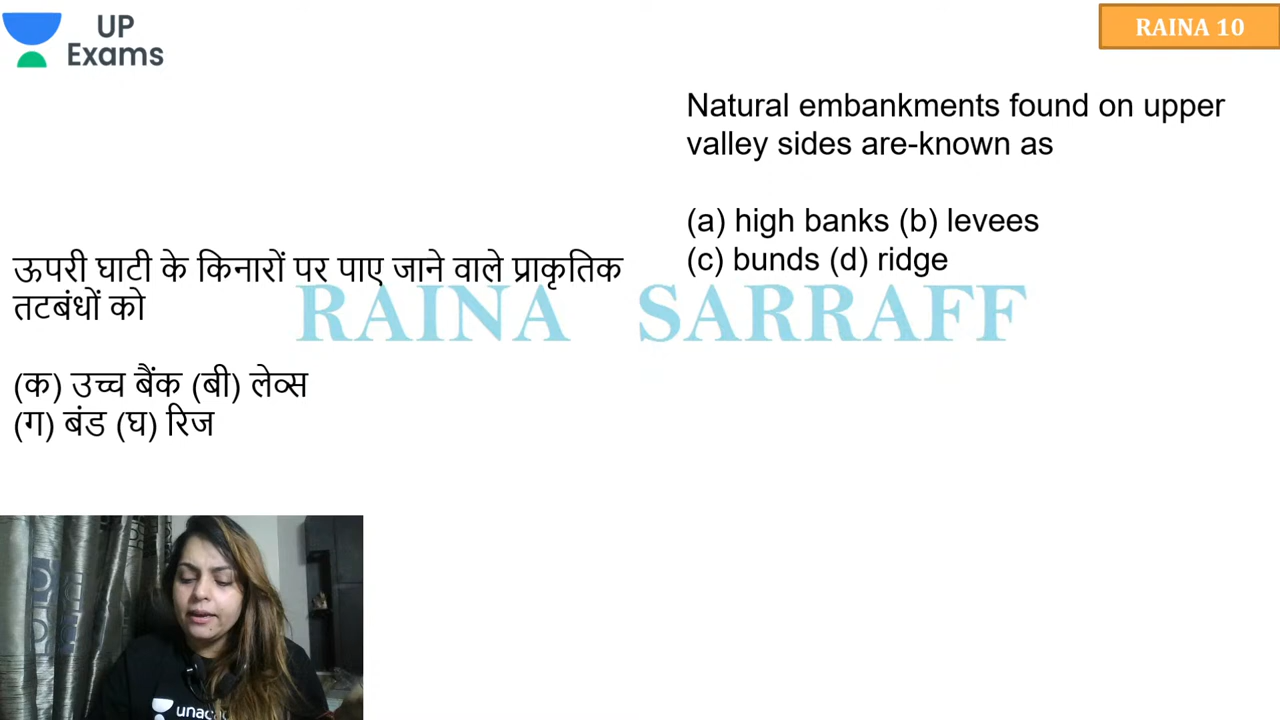 UP
Exams
RAINA 10
Natural embankments found on upper
valley sides are-known as
(a) high banks (b) levees
(c) bunds (d) ridge
ऊपरी घाटी के किनारों पर पाए जाने वाले प्राकृतिक
तटबंधों को
RAINA SARRAFF
(क) उच्च बैंक (बी) लेव्स
(ग) बंड (घ) रिज